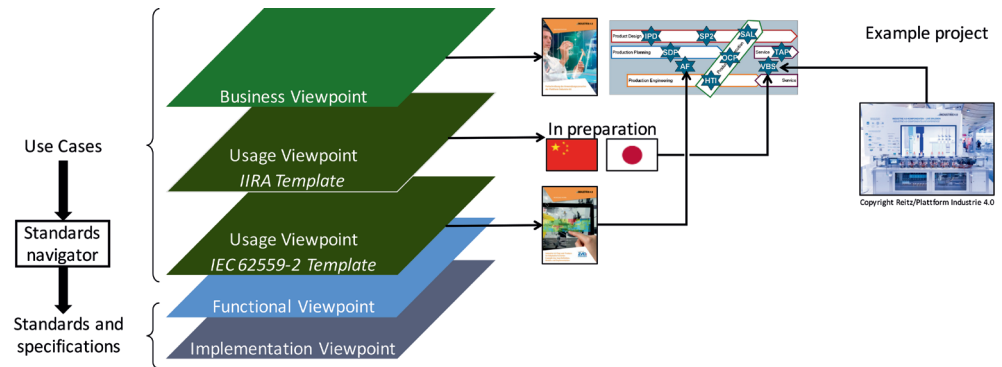 Use Cases
Standards
navigator
Standards and
specifications
Business Viewpoint
Usage Viewpoint
IIRA Template
Usage Viewpoint
IEC 62559-2 Template
Functional Viewpoint
Implementation Viewpoint
In preparation
Product Design
IPD
SP2
SAL
Production Planning
SDP
OCP
Service
TAP
AF
VBS
Production Engineering
HTI
Service
Example project
Copyright Reitz/Plattform Industrie 4.0